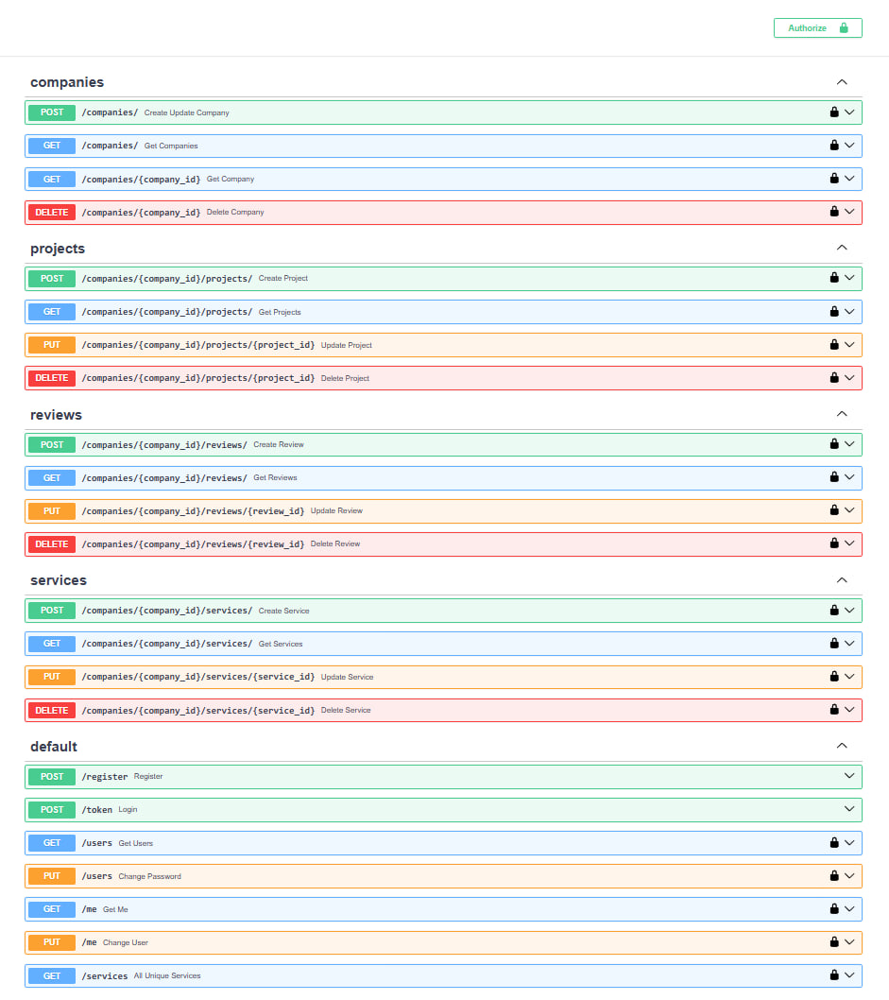 Authorize
companies
POST /companies/ Create Update Company
GET /companies/ Get Companies
GET /companies/{company_id} Get Company
DELETE /companies/{company_id} Delete Company
projects
POST /companies/{company_id}/projects/ Create Project
GET /companies/{company_id}/projects/ Get Projects
PUT /companies/{company_id}/projects/{project_id} Update Project
DELETE /companies/{company_id}/projects/{project_id} Delete Project
reviews
POST /companies/{company_id}/reviews/ Create Review
GET /companies/{company_id}/reviews/ Get Reviews
PUT /companies/{company_id}/reviews/{review_id} Update Review
DELETE /companies/{company_id}/reviews/{review_id} Delete Review
services
POST /companies/{company_id}/services/ Create Service
GET /companies/{company_id}/services/ Get Services
PUT /companies/{company_id}/services/{service_id} Update Service
DELETE /companies/{company_id}/services/{service_id} Delete Service
default
POST /register Register
POST /token Login
GET /users Get Users
PUT /users Change Password
GET /me Get Me
PUT /me Change User
GET /services All Unique Services